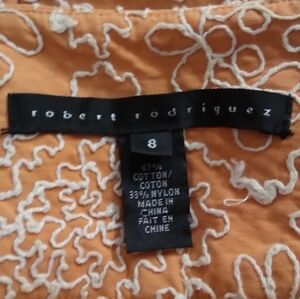 robert rodriguez
8
67%
COTTON/
COTON
33% NYLON
MADE IN
CHINA
FAIT EN
CHINE